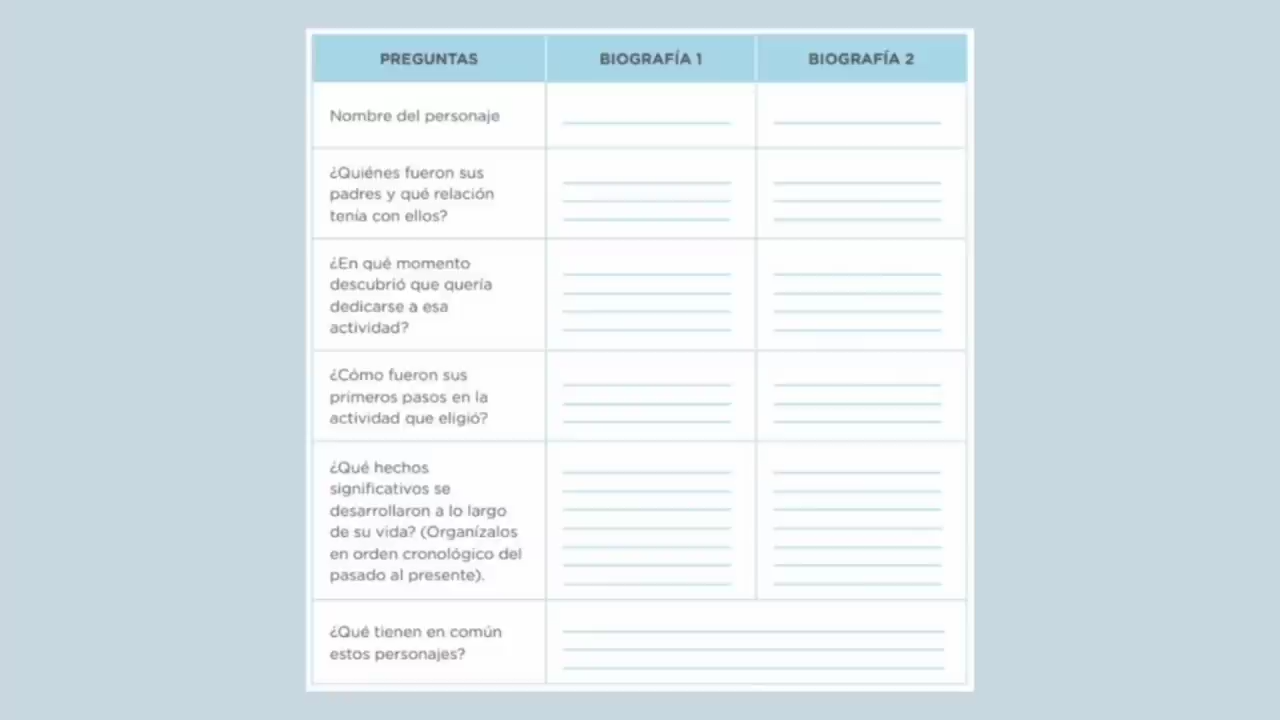 PREGUNTAS BIOGRAFÍA 1 BIOGRAFÍA 2
Nombre del personaje
¿Quiénes fueron sus
padres y qué relación
tenía con ellos?
¿En qué momento
descubrió que quería
dedicarse a esa
actividad?
¿Cómo fueron sus
primeros pasos en la
actividad que eligió?
¿Qué hechos
significativos se
desarrollaron a lo largo
de su vida? (Organízalos
en orden cronológico del
pasado al presente).
¿Qué tienen en común
estos personajes?